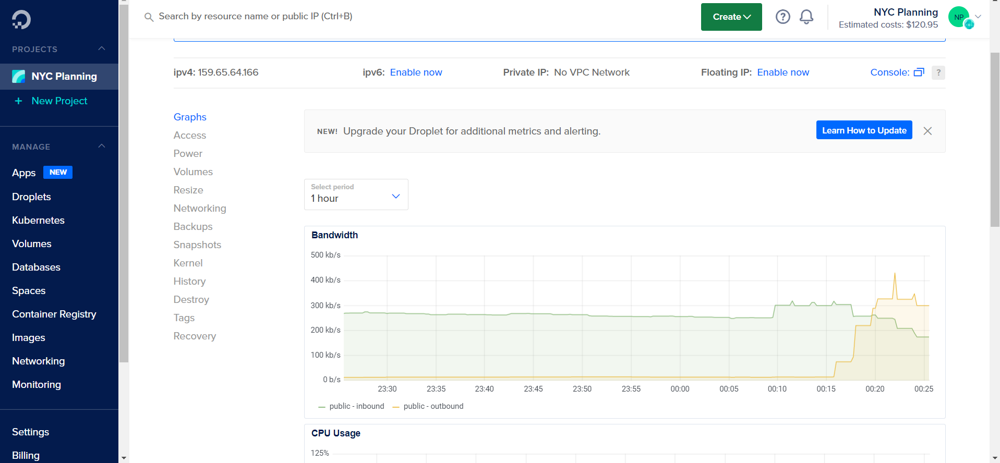 Search by resource name or public IP (Ctrl+B)
Create
?
NYC Planning
Estimated costs: $120.95
NP
PROJECTS
NYC Planning
+ New Project
MANAGE
Apps NEW
Droplets
Kubernetes
Volumes
Databases
Spaces
Container Registry
Images
Networking
Monitoring
Settings
Billing
ipv4: 159.65.64.166
ipv6: Enable now
Private IP: No VPC Network
Floating IP: Enable now
Console:
?
Graphs
Access
Power
Volumes
Resize
Networking
Backups
Snapshots
Kernel
History
Destroy
Tags
Recovery
NEW! Upgrade your Droplet for additional metrics and alerting.
Learn How to Update
Select period
1 hour
Bandwidth
500 kb/s
400 kb/s
300 kb/s
200 kb/s
100 kb/s
0 b/s
23:30 23:35 23:40 23:45 23:50 23:55 00:00 00:05 00:10 00:15 00:20 00:25
public - inbound public - outbound
CPU Usage
125%